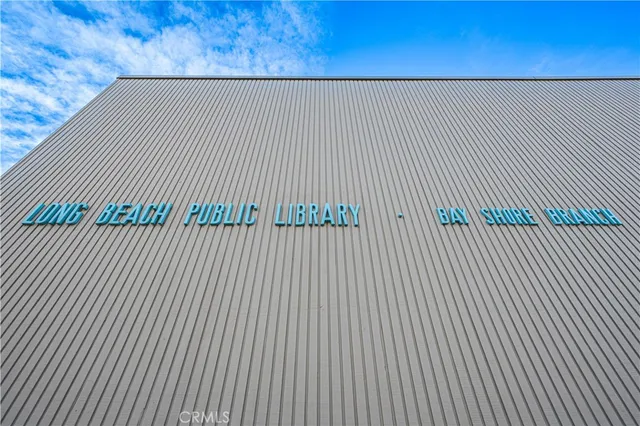 LONG BEACH PUBLIC LIBRARY · BAY SHORE BRANCH
CRMLS